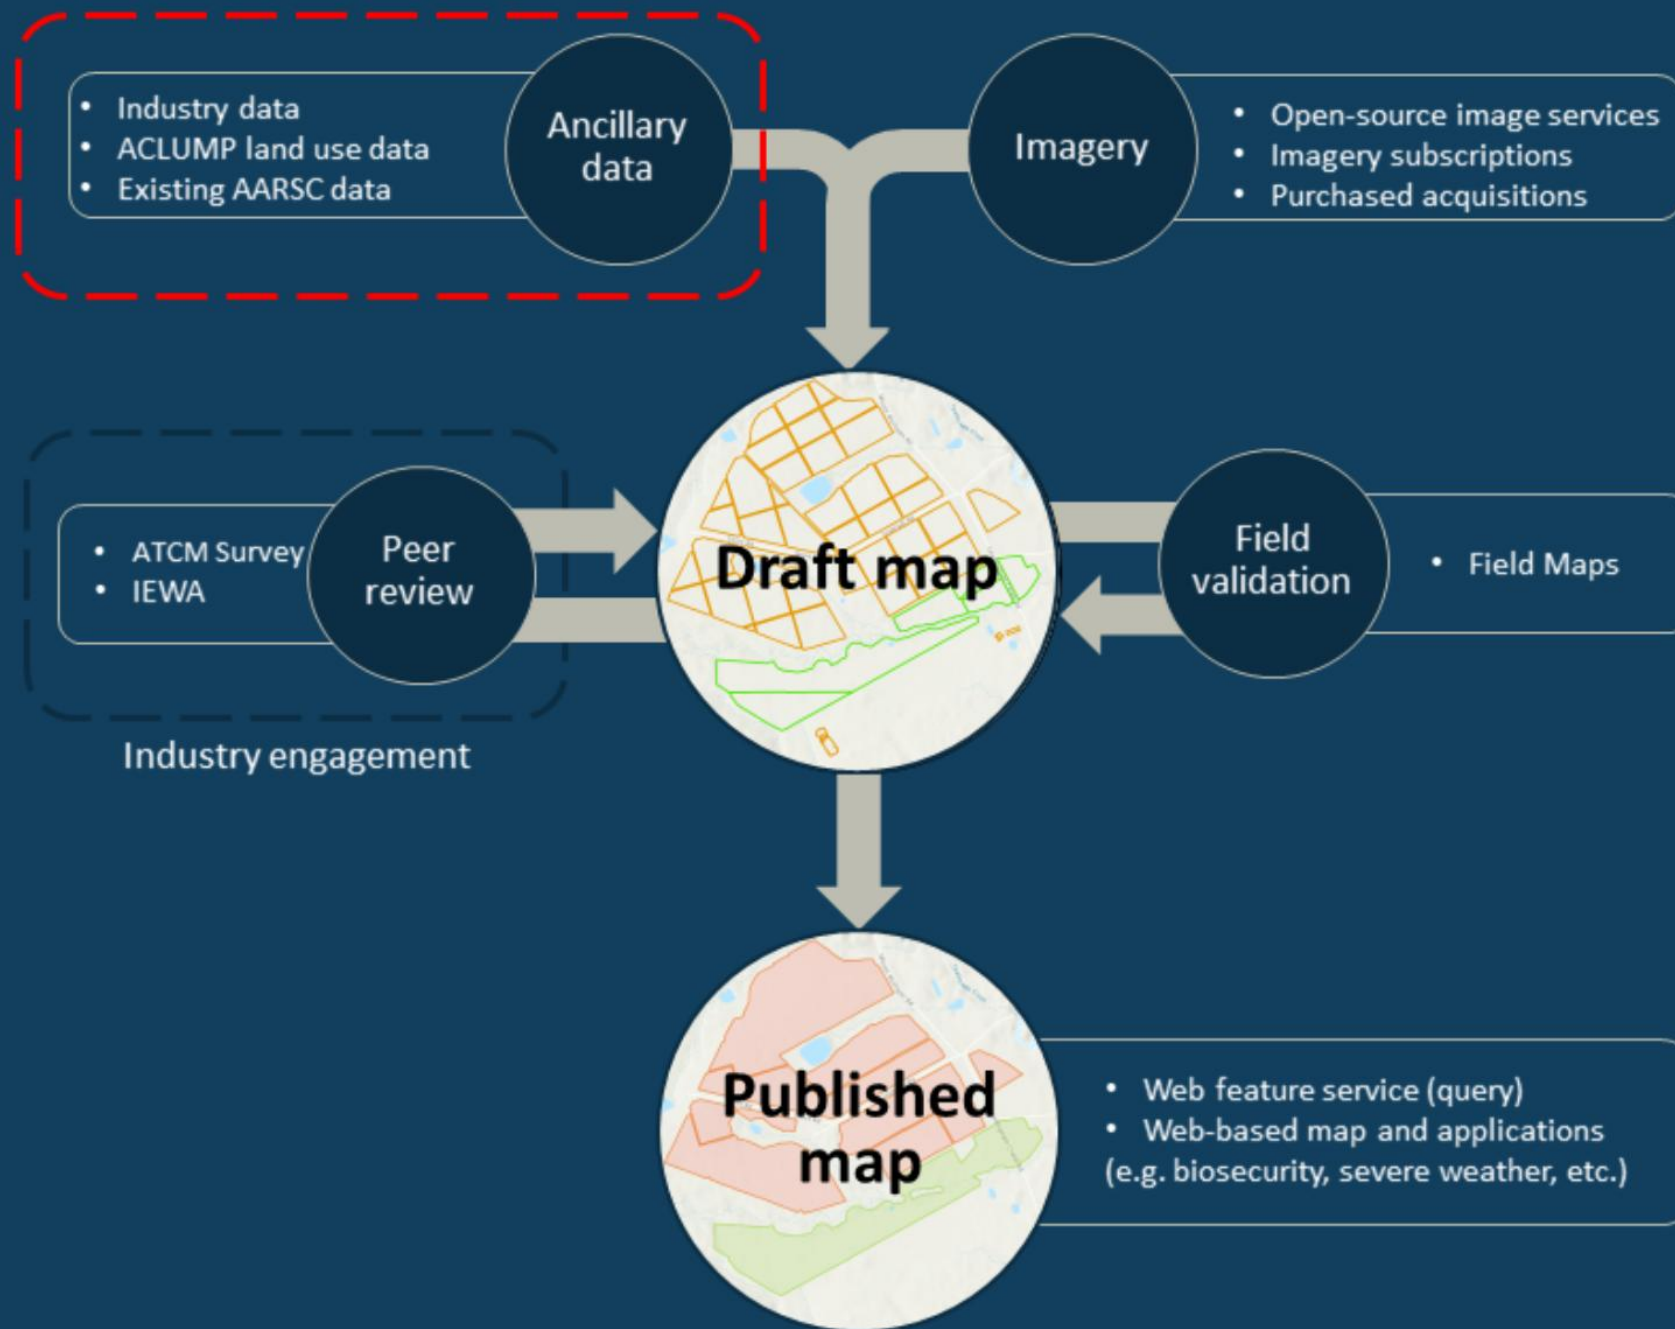 • Industry data
• ACLUMP land use data
• Existing AARSC data
Ancillary
data
Imagery
• Open-source image services
• Imagery subscriptions
• Purchased acquisitions
• ATCM Survey
• IEWA
Peer
review
Draft map
Field
validation
• Field Maps
Industry engagement
Published
map
• Web feature service (query)
• Web-based map and applications
(e.g. biosecurity, severe weather, etc.)